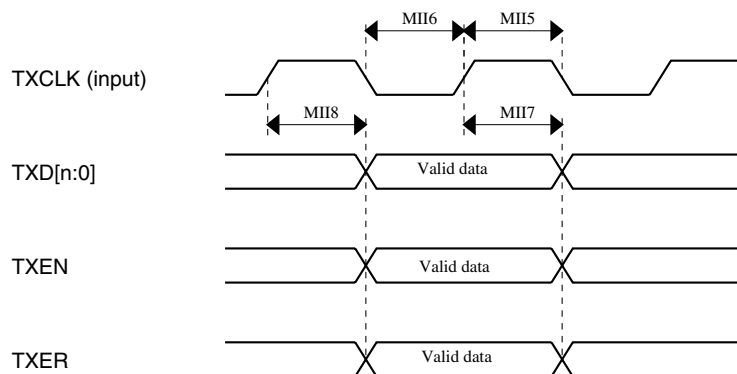 MII6 MII5
TXCLK (input)
MII8 MII7
TXD[n:0] Valid data
TXEN Valid data
TXER Valid data